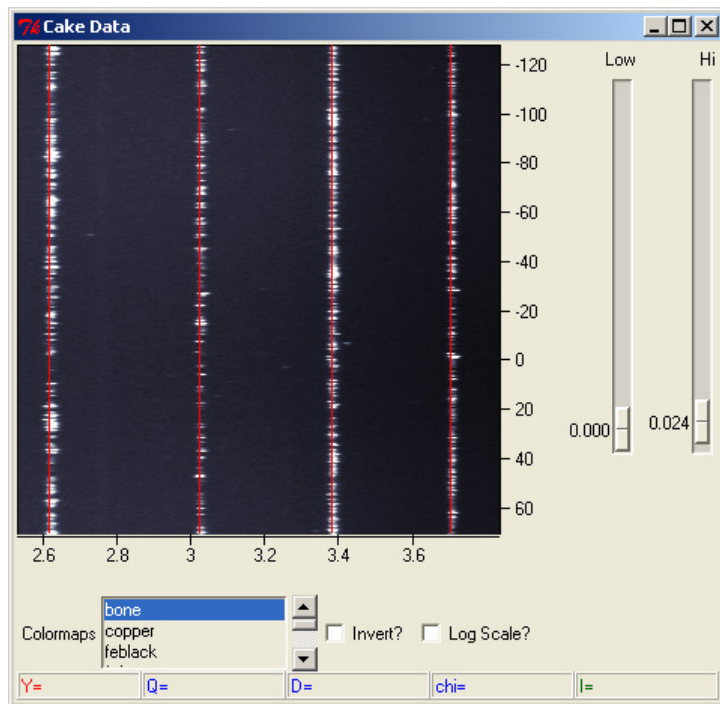 Cake Data
Low Hi
-120
-100
-80
-60
-40
-20
0
20
40
60
0.000 0.024
2.6 2.8 3 3.2 3.4 3.6
bone
Colormaps copper Invert? Log Scale?
feblack
Y= Q= D= chi= I=